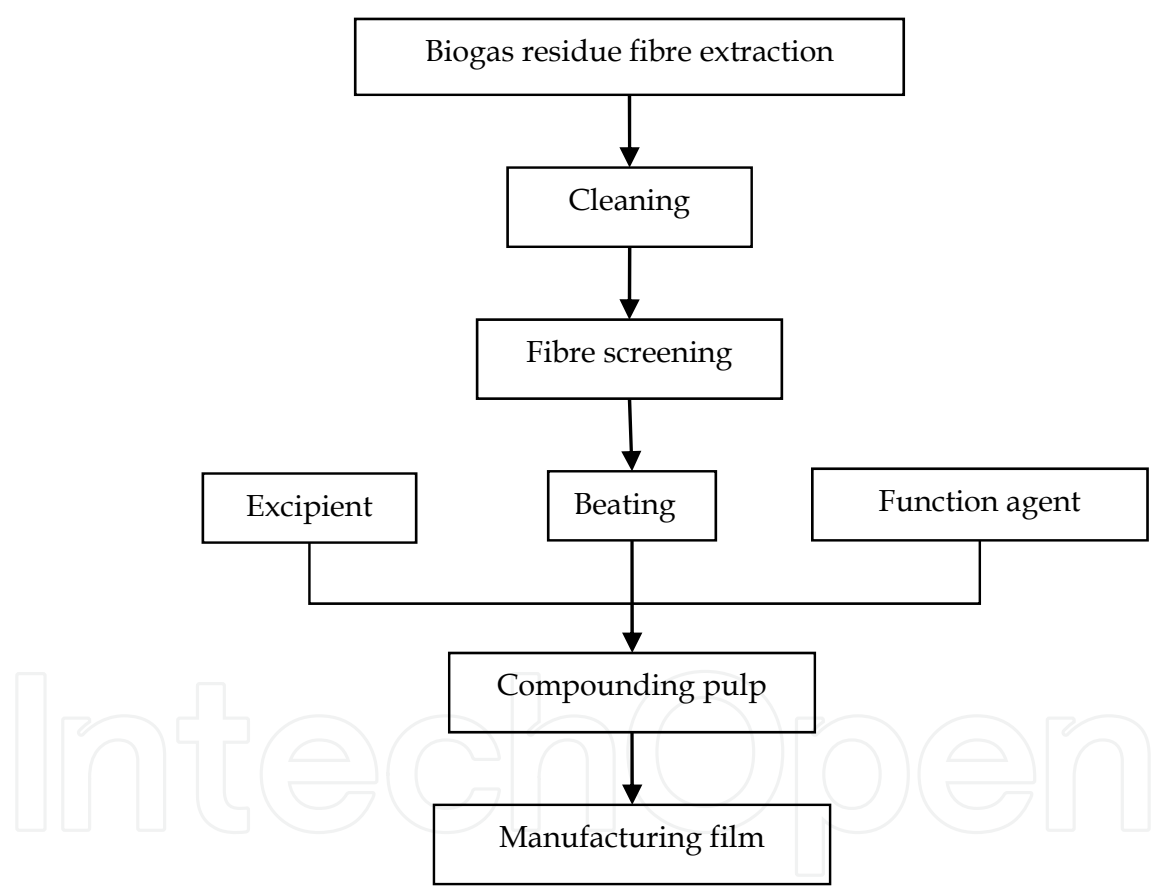 Biogas residue fibre extraction
Cleaning
Fibre screening
Excipient
Beating
Function agent
Compounding pulp
IntechOpen
Manufacturing film